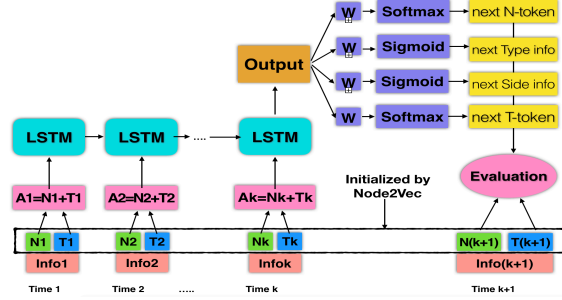 W Softmax next N-token
W Sigmoid next Type info
Output
W Sigmoid next Side info
W Softmax next T-token
LSTM LSTM .... LSTM
Initialized by
Node2Vec
Evaluation
A1=N1+T1 A2=N2+T2 Ak=Nk+Tk
N1 T1 N2 T2 Nk Tk N(k+1) T(k+1)
Info1 Info2 Infok Info(k+1)
Time 1 Time 2 ..... Time k Time k+1